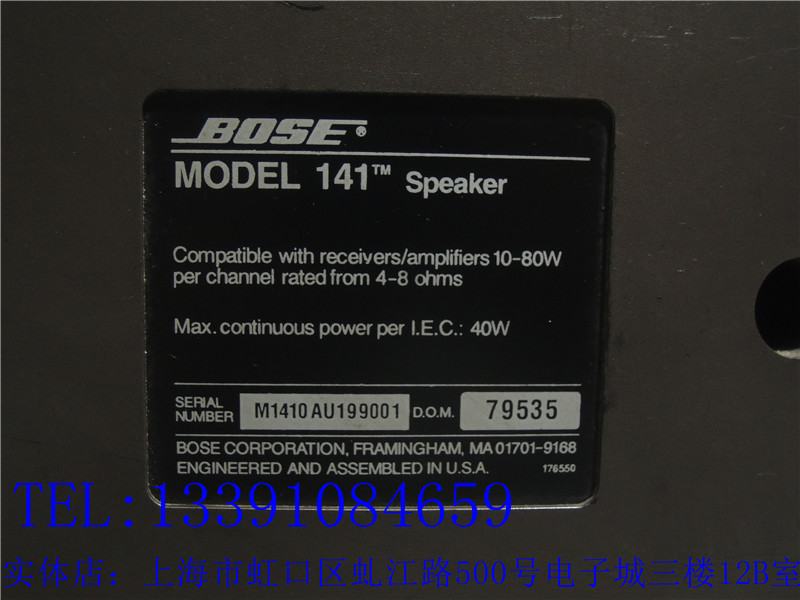 BOSE®
MODEL 141™ Speaker
Compatible with receivers/amplifiers 10-80W
per channel rated from 4-8 ohms
Max. continuous power per I.E.C.: 40W
SERIAL NUMBER M1410AU199001 D.O.M. 79535
BOSE CORPORATION, FRAMINGHAM, MA 01701-9168
ENGINEERED AND ASSEMBLED IN U.S.A. 176550
TEL:13391084659
实体店：上海市虹口区虬江路500号电子城三楼12B室